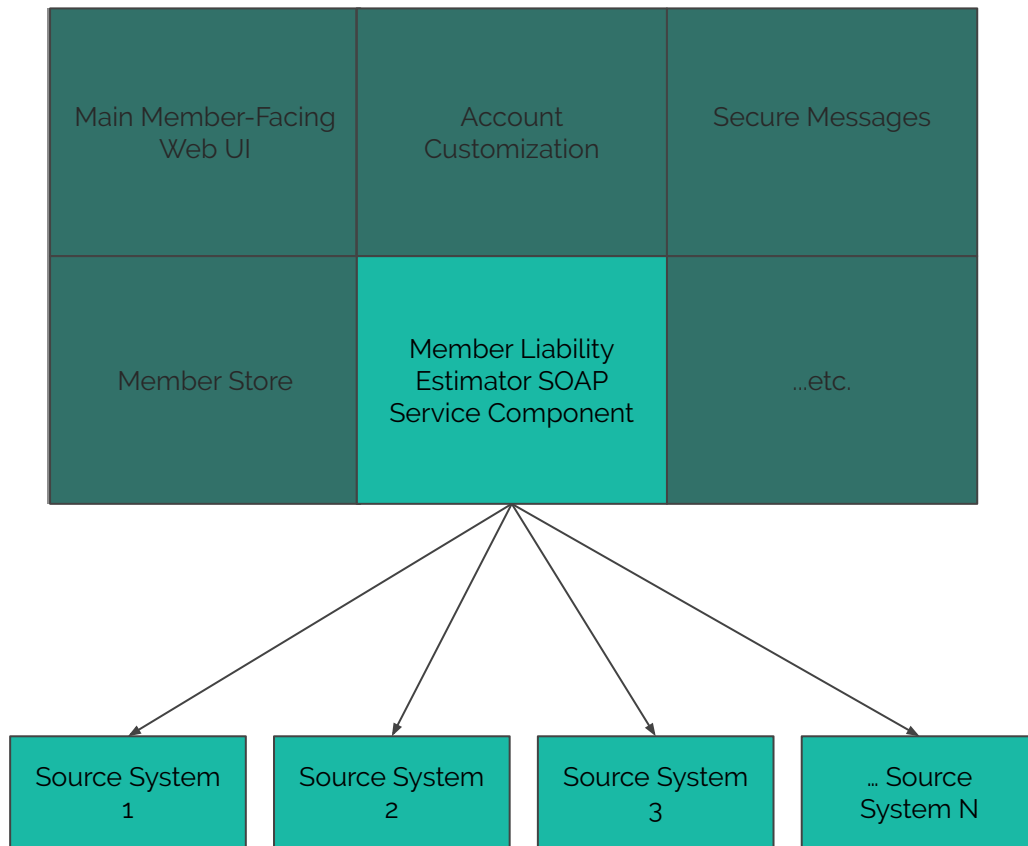 Main Member-Facing
Web UI
Account
Customization
Secure Messages
Member Store
Member Liability
Estimator SOAP
Service Component
...etc.
Source System
1
Source System
2
Source System
3
... Source
System N